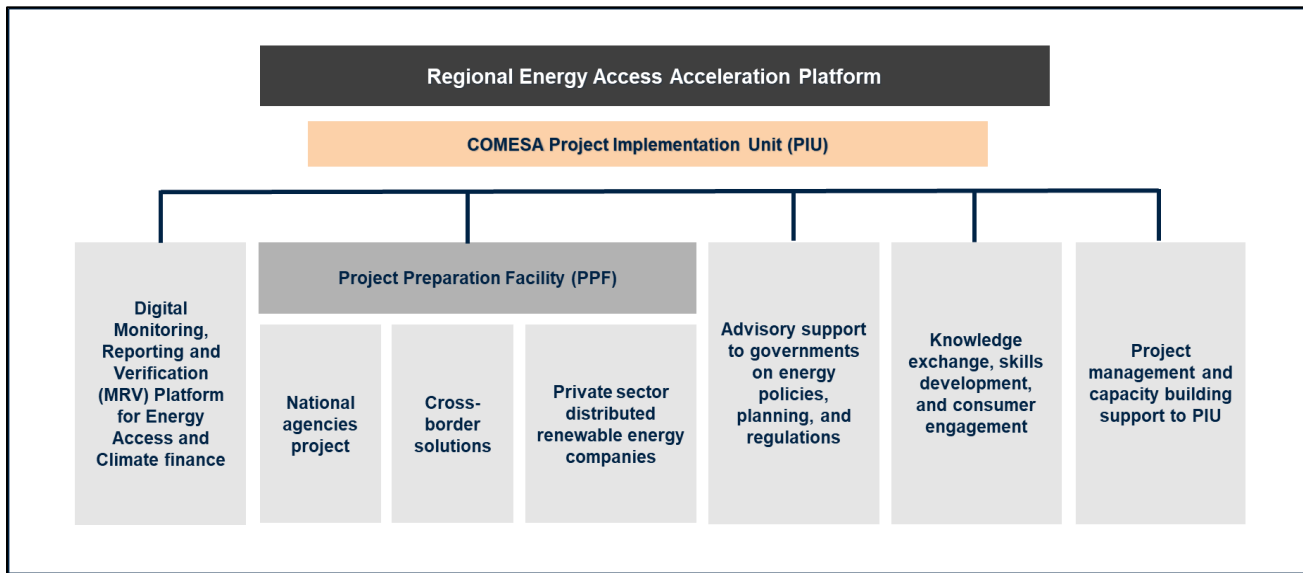 Regional Energy Access Acceleration Platform
COMESA Project Implementation Unit (PIU)
Digital
Monitoring,
Reporting and
Verification
(MRV) Platform
for Energy
Access and
Climate finance
Project Preparation Facility (PPF)
National
agencies
project
Cross-
border
solutions
Private sector
distributed
renewable energy
companies
Advisory support
to governments
on energy
policies,
planning, and
regulations
Knowledge
exchange, skills
development,
and consumer
engagement
Project
management and
capacity building
support to PIU